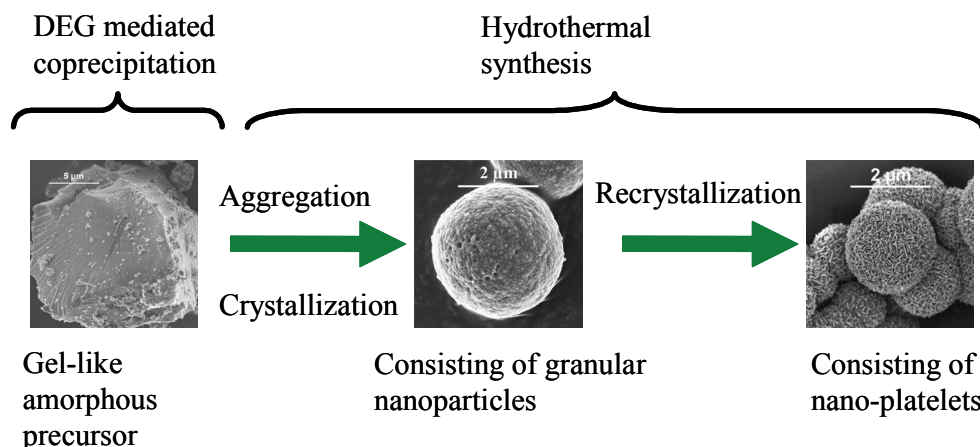 DEG mediated
coprecipitation
Hydrothermal
synthesis
5 μm
Aggregation
Crystallization
2 μm
Recrystallization
2 μm
Gel-like
amorphous
precursor
Consisting of granular
nanoparticles
Consisting of
nano-platelets